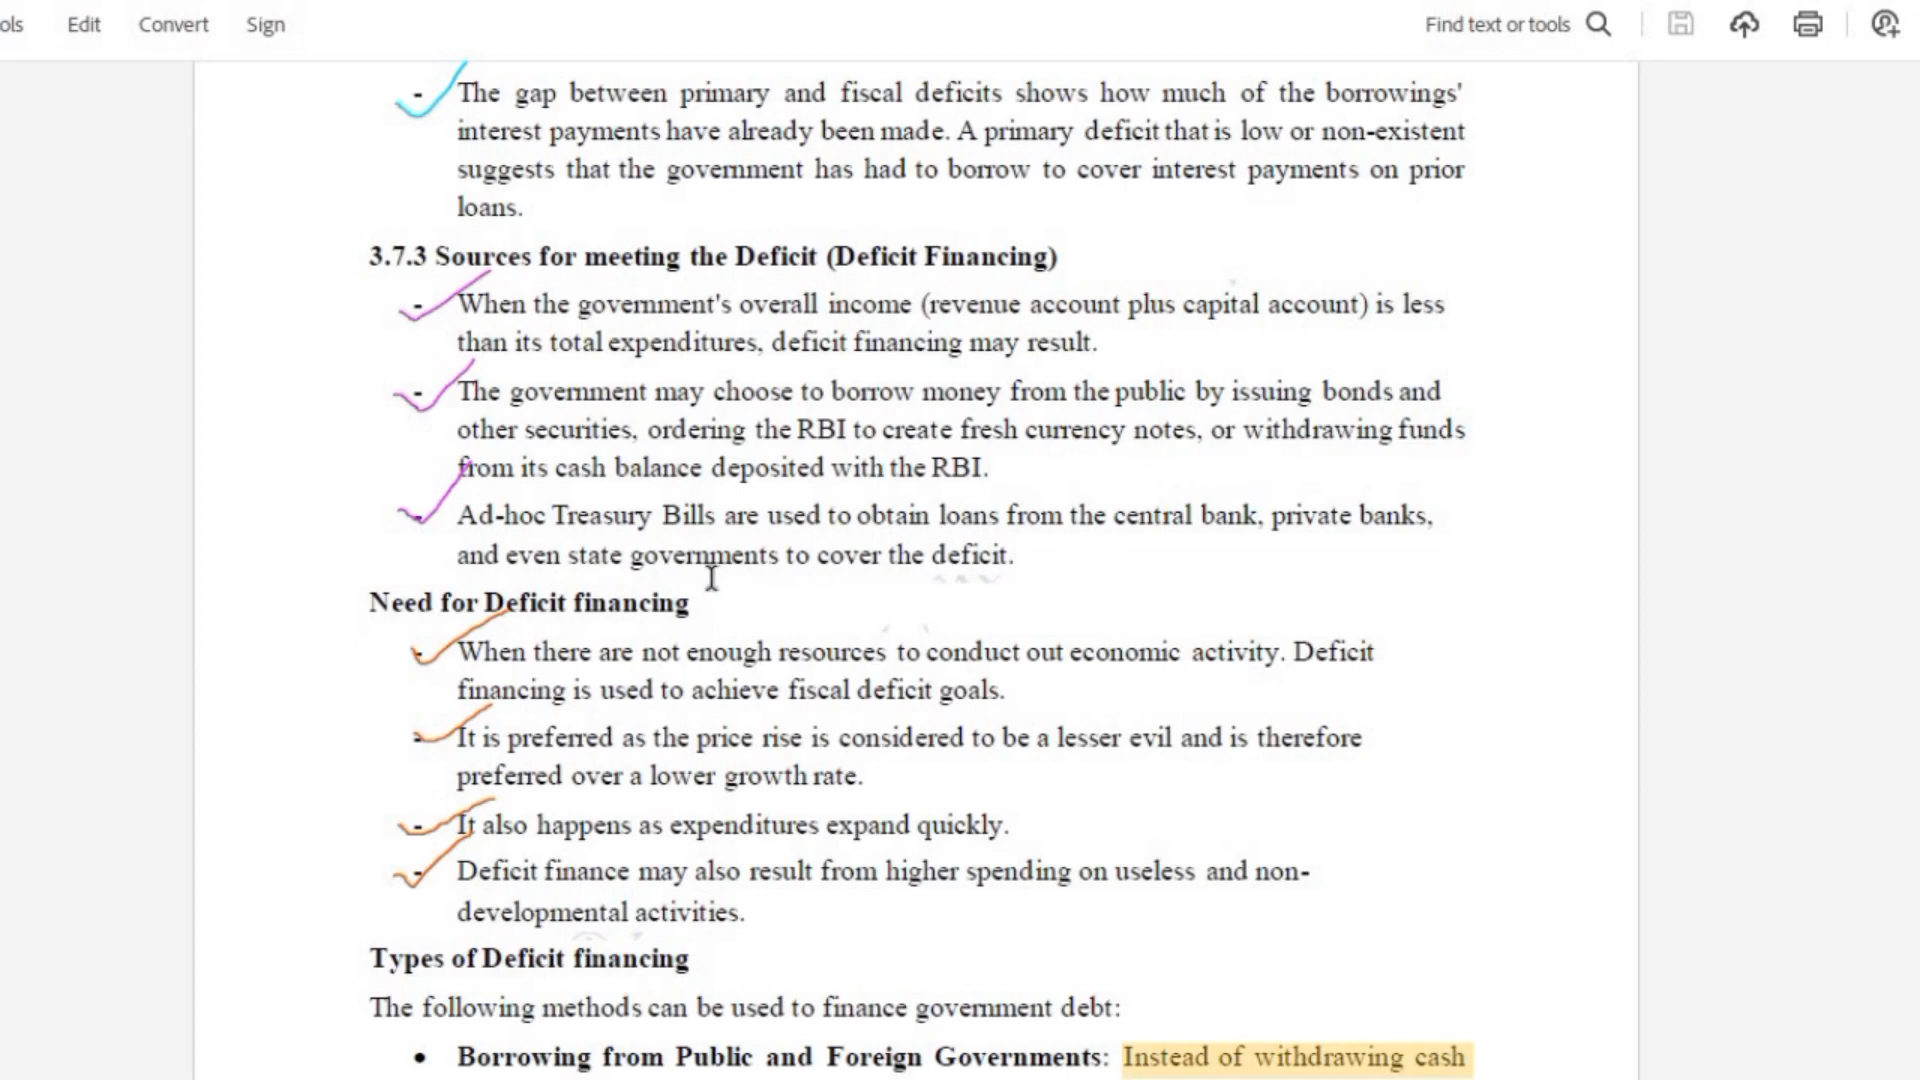 ols Edit Convert Sign Find text or tools
- The gap between primary and fiscal deficits shows how much of the borrowings'
interest payments have already been made. A primary deficit that is low or non-existent
suggests that the government has had to borrow to cover interest payments on prior
loans.
3.7.3 Sources for meeting the Deficit (Deficit Financing)
- When the government's overall income (revenue account plus capital account) is less
than its total expenditures, deficit financing may result.
- The government may choose to borrow money from the public by issuing bonds and
other securities, ordering the RBI to create fresh currency notes, or withdrawing funds
from its cash balance deposited with the RBI.
- Ad-hoc Treasury Bills are used to obtain loans from the central bank, private banks,
and even state governments to cover the deficit.
Need for Deficit financing
- When there are not enough resources to conduct out economic activity. Deficit
financing is used to achieve fiscal deficit goals.
- It is preferred as the price rise is considered to be a lesser evil and is therefore
preferred over a lower growth rate.
- It also happens as expenditures expand quickly.
- Deficit finance may also result from higher spending on useless and non-
developmental activities.
Types of Deficit financing
The following methods can be used to finance government debt:
• Borrowing from Public and Foreign Governments: Instead of withdrawing cash